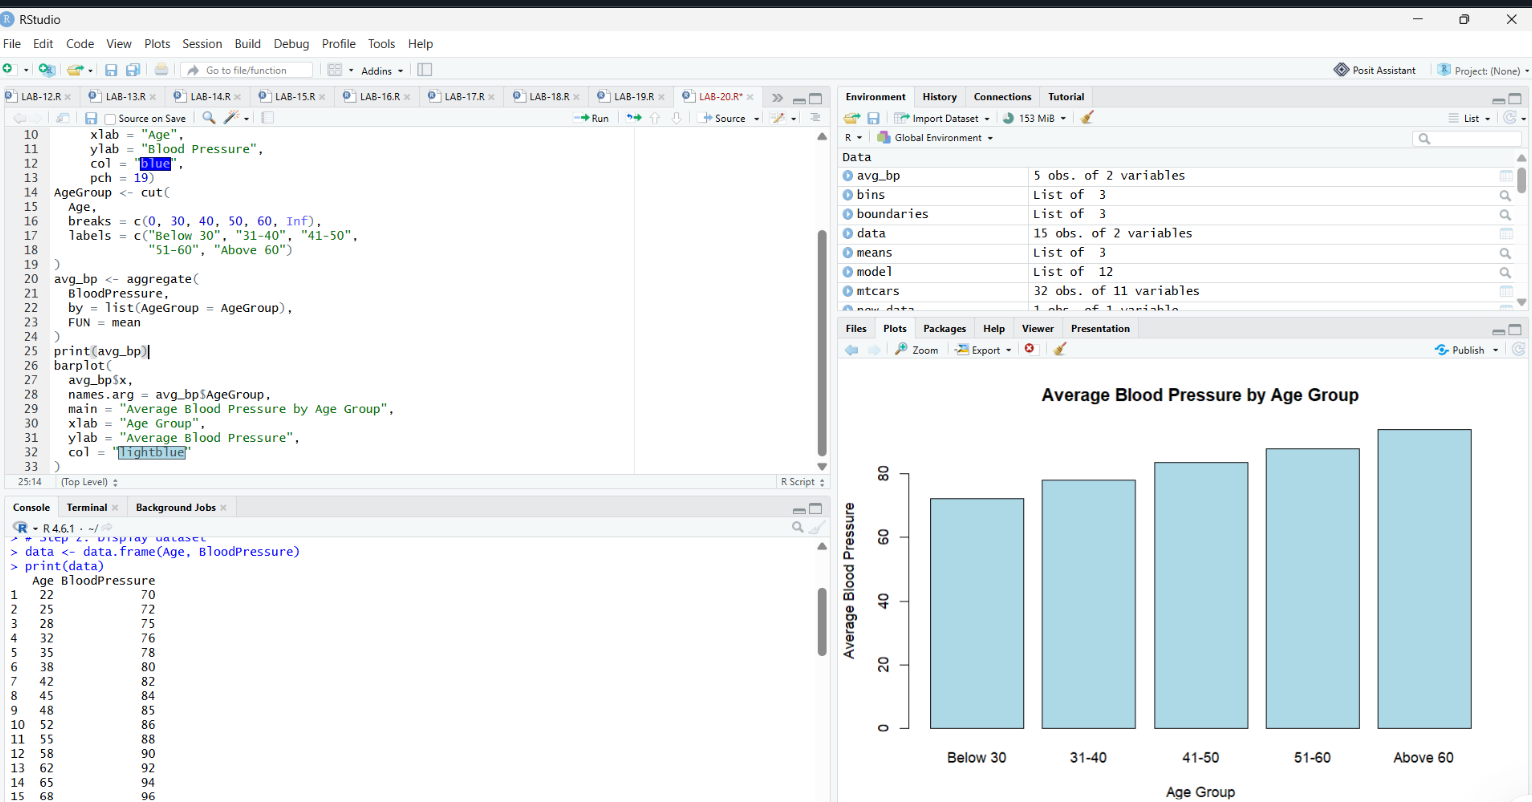 RStudio
File Edit Code View Plots Session Build Debug Profile Tools Help
Go to file/function Addins Posit Assistant Project: (None)
LAB-12.R LAB-13.R LAB-14.R LAB-15.R LAB-16.R LAB-17.R LAB-18.R LAB-19.R LAB-20.R*
Source on Save Run Source
10 xlab = "Age",
11 ylab = "Blood Pressure",
12 col = "blue",
13 pch = 19)
14 AgeGroup <- cut(
15 Age,
16 breaks = c(0, 30, 40, 50, 60, Inf),
17 labels = c("Below 30", "31-40", "41-50",
18 "51-60", "Above 60")
19 )
20 avg_bp <- aggregate(
21 BloodPressure,
22 by = list(AgeGroup = AgeGroup),
23 FUN = mean
24 )
25 print(avg_bp)
26 barplot(
27 avg_bp$x,
28 names.arg = avg_bp$AgeGroup,
29 main = "Average Blood Pressure by Age Group",
30 xlab = "Age Group",
31 ylab = "Average Blood Pressure",
32 col = "lightblue"
33 )
25:14 (Top Level) R Script
Console Terminal Background Jobs
R 4.6.1 · ~/
> # Step 2: Display dataset
> data <- data.frame(Age, BloodPressure)
> print(data)
Age BloodPressure
1 22 70
2 25 72
3 28 75
4 32 76
5 35 78
6 38 80
7 42 82
8 45 84
9 48 85
10 52 86
11 55 88
12 58 90
13 62 92
14 65 94
15 68 96
Environment History Connections Tutorial
Import Dataset 153 MiB List
R Global Environment
Data
avg_bp 5 obs. of 2 variables
bins List of 3
boundaries List of 3
data 15 obs. of 2 variables
means List of 3
model List of 12
mtcars 32 obs. of 11 variables
new_data 1 obs. of 1 variable
Files Plots Packages Help Viewer Presentation
Zoom Export Publish
Average Blood Pressure by Age Group
Average Blood Pressure
80
60
40
20
0
Below 30 31-40 41-50 51-60 Above 60
Age Group